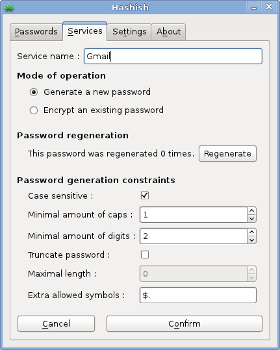 Hashish
Passwords Services Settings About
Service name : Gmail
Mode of operation
Generate a new password
Encrypt an existing password
Password regeneration
This password was regenerated 0 times. Regenerate
Password generation constraints
Case sensitive :
Minimal amount of caps : 1
Minimal amount of digits : 2
Truncate password :
Maximal length : 0
Extra allowed symbols : $.
Cancel Confirm